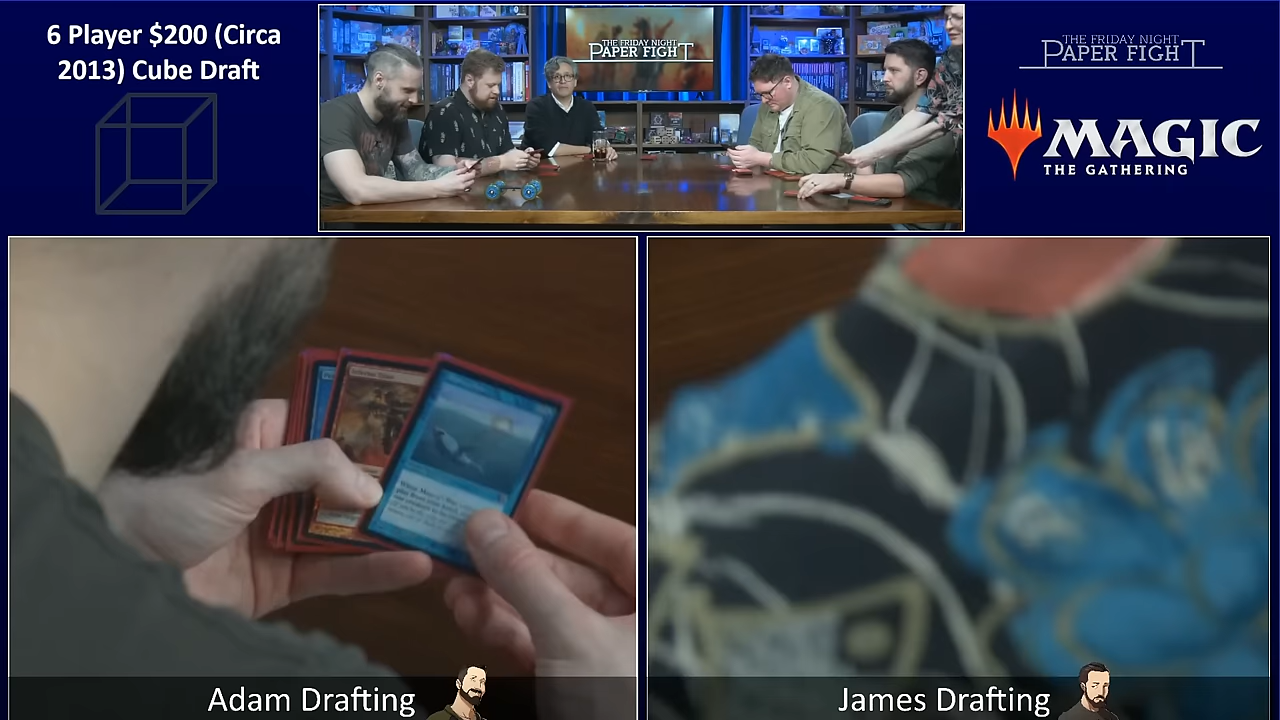 6 Player $200 (Circa
2013) Cube Draft
THE FRIDAY NIGHT
PAPER FIGHT
THE FRIDAY NIGHT
PAPER FIGHT
MAGIC
THE GATHERING
Adam Drafting
James Drafting